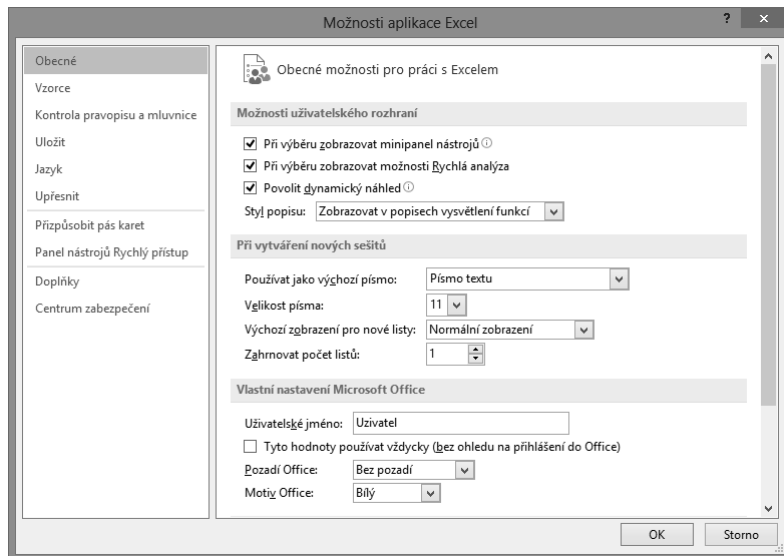 Možnosti aplikace Excel
Obecné
Vzorce
Kontrola pravopisu a mluvnice
Uložit
Jazyk
Upřesnit
Přizpůsobit pás karet
Panel nástrojů Rychlý přístup
Doplňky
Centrum zabezpečení
Obecné možnosti pro práci s Excelem
Možnosti uživatelského rozhraní
Při výběru zobrazovat minipanel nástrojů
Při výběru zobrazovat možnosti Rychlá analýza
Povolit dynamický náhled
Styl popisu: Zobrazovat v popisech vysvětlení funkcí
Při vytváření nových sešitů
Používat jako výchozí písmo: Písmo textu
Velikost písma: 11
Výchozí zobrazení pro nové listy: Normální zobrazení
Zahrnovat počet listů: 1
Vlastní nastavení Microsoft Office
Uživatelské jméno: Uzivatel
Tyto hodnoty používat vždycky (bez ohledu na přihlášení do Office)
Pozadí Office: Bez pozadí
Motiv Office: Bílý
OK Storno